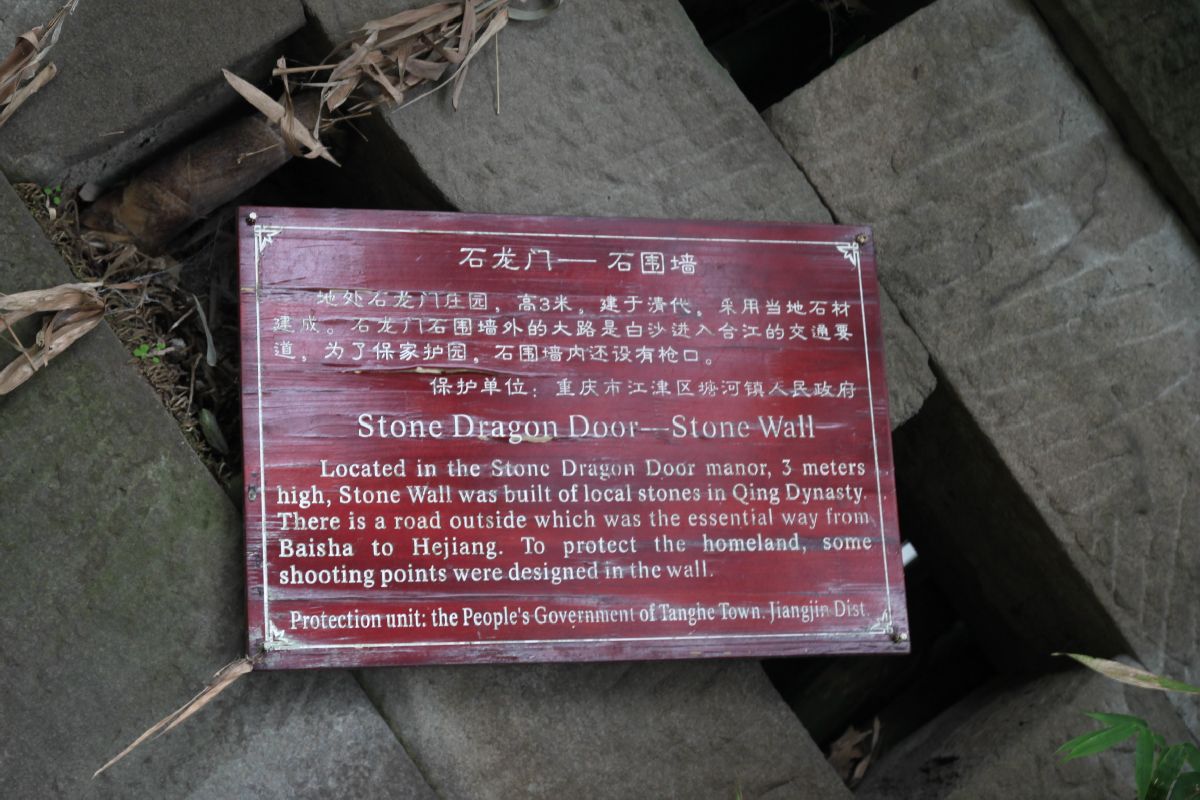 石龙门——石围墙
地处石龙门庄园，高3米。建于清代。采用当地石材
建成。石龙门石围墙外的大路是白沙进入合江的交通要
道，为了保家护园，石围墙内还设有枪口。
保护单位：重庆市江津区塘河镇人民政府
Stone Dragon Door—Stone Wall
Located in the Stone Dragon Door manor, 3 meters
high, Stone Wall was built of local stones in Qing Dynasty.
There is a road outside which was the essential way from
Baisha to Hejiang. To protect the homeland, some
shooting points were designed in the wall.
Protection unit: the People's Government of Tanghe Town. Jiangjin Dist.